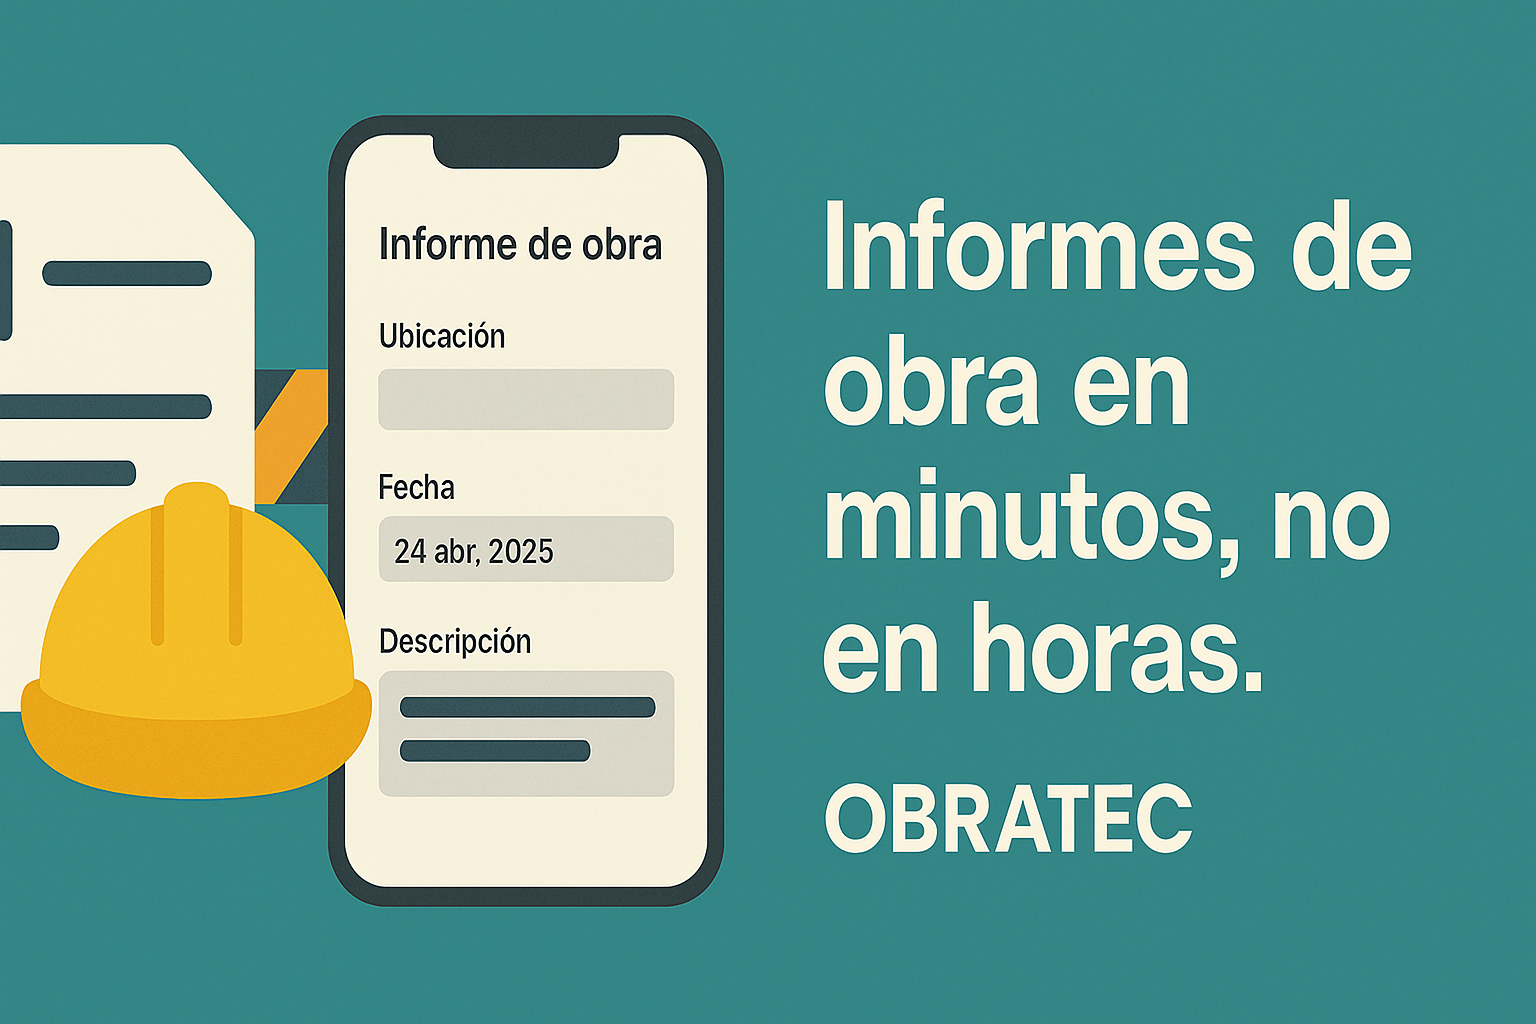 Informe de obra
Ubicación
Fecha
24 abr, 2025
Descripción
Informes de
obra en
minutos, no
en horas.
OBRATEC